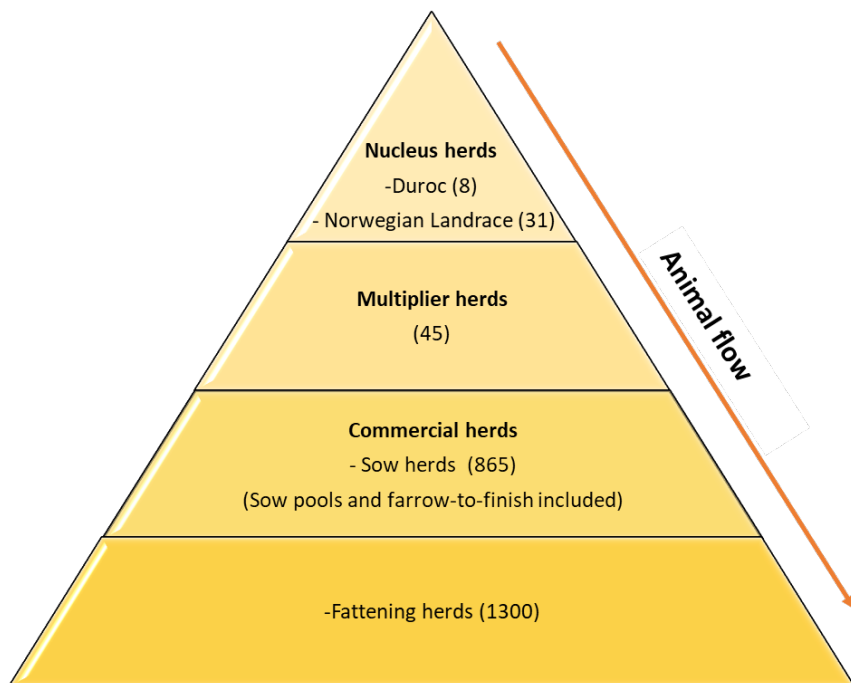 Nucleus herds
-Duroc (8)
- Norwegian Landrace (31)
Multiplier herds
(45)
Commercial herds
- Sow herds (865)
(Sow pools and farrow-to-finish included)
-Fattening herds (1300)
Animal flow